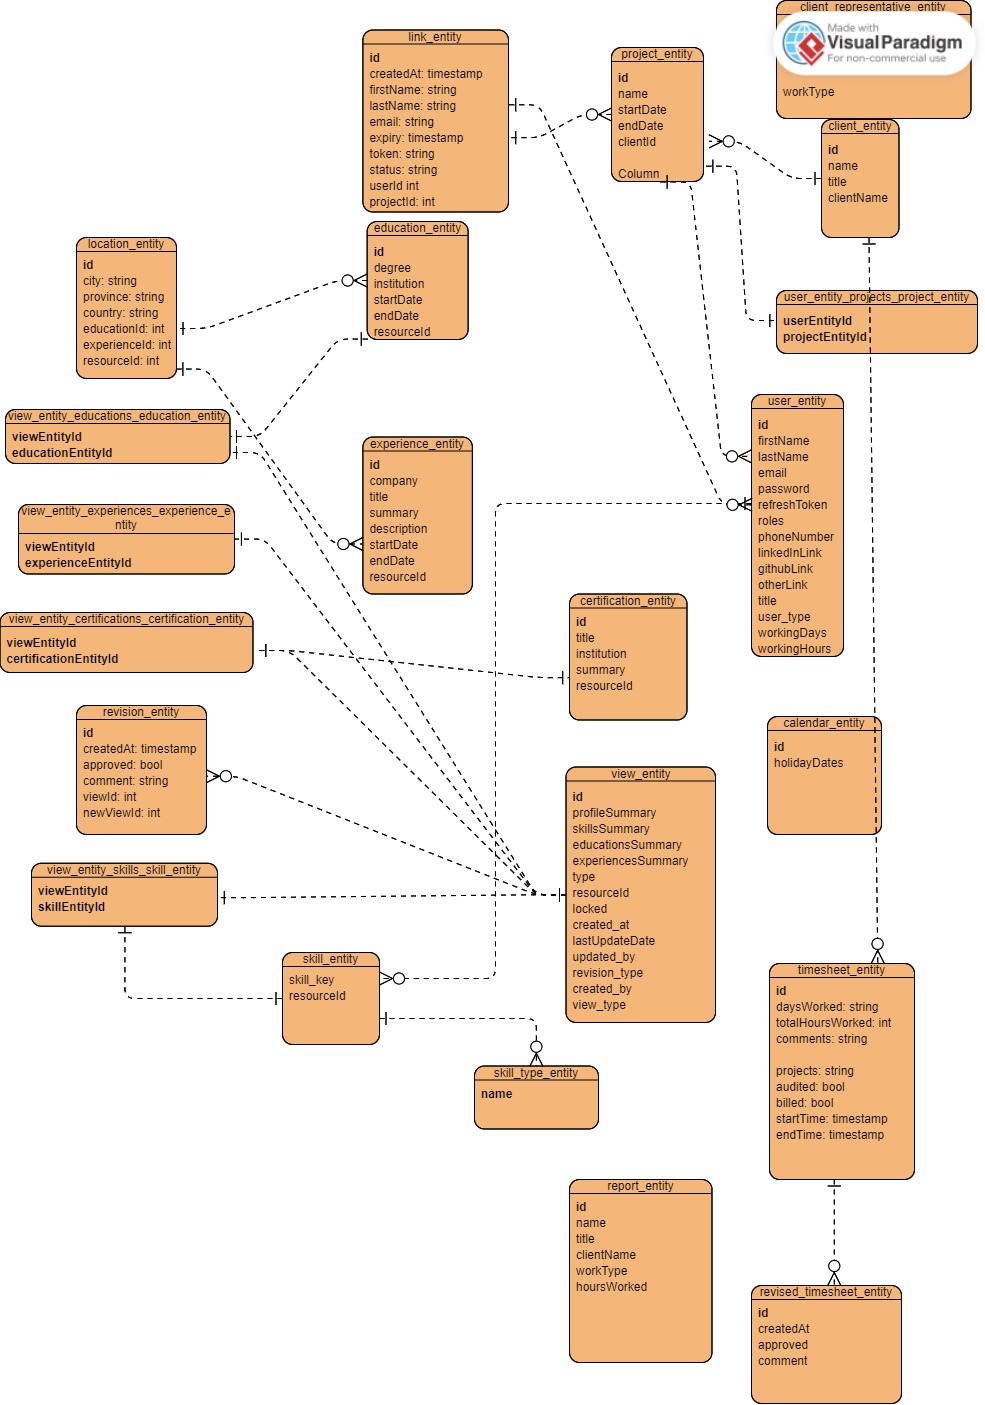 client_representative_entity
Made with
VisualParadigm
For non-commercial use
workType
link_entity
id
createdAt: timestamp
firstName: string
lastName: string
email: string
expiry: timestamp
token: string
status: string
userId int
projectId: int
project_entity
id
name
startDate
endDate
clientId
Column
client_entity
id
name
title
clientName
education_entity
id
degree
institution
startDate
endDate
resourceId
location_entity
id
city: string
province: string
country: string
educationId: int
experienceId: int
resourceId: int
user_entity_projects_project_entity
userEntityId
projectEntityId
view_entity_educations_education_entity
viewEntityId
educationEntityId
user_entity
id
firstName
lastName
email
password
refreshToken
roles
phoneNumber
linkedInLink
githubLink
otherLink
title
user_type
workingDays
workingHours
experience_entity
id
company
title
summary
description
startDate
endDate
resourceId
view_entity_experiences_experience_e
ntity
viewEntityId
experienceEntityId
certification_entity
id
title
institution
summary
resourceId
view_entity_certifications_certification_entity
viewEntityId
certificationEntityId
revision_entity
id
createdAt: timestamp
approved: bool
comment: string
viewId: int
newViewId: int
calendar_entity
id
holidayDates
view_entity
id
profileSummary
skillsSummary
educationsSummary
experiencesSummary
type
resourceId
locked
created_at
lastUpdateDate
updated_by
revision_type
created_by
view_type
view_entity_skills_skill_entity
viewEntityId
skillEntityId
skill_entity
skill_key
resourceId
timesheet_entity
id
daysWorked: string
totalHoursWorked: int
comments: string
projects: string
audited: bool
billed: bool
startTime: timestamp
endTime: timestamp
skill_type_entity
name
report_entity
id
name
title
clientName
workType
hoursWorked
revised_timesheet_entity
id
createdAt
approved
comment